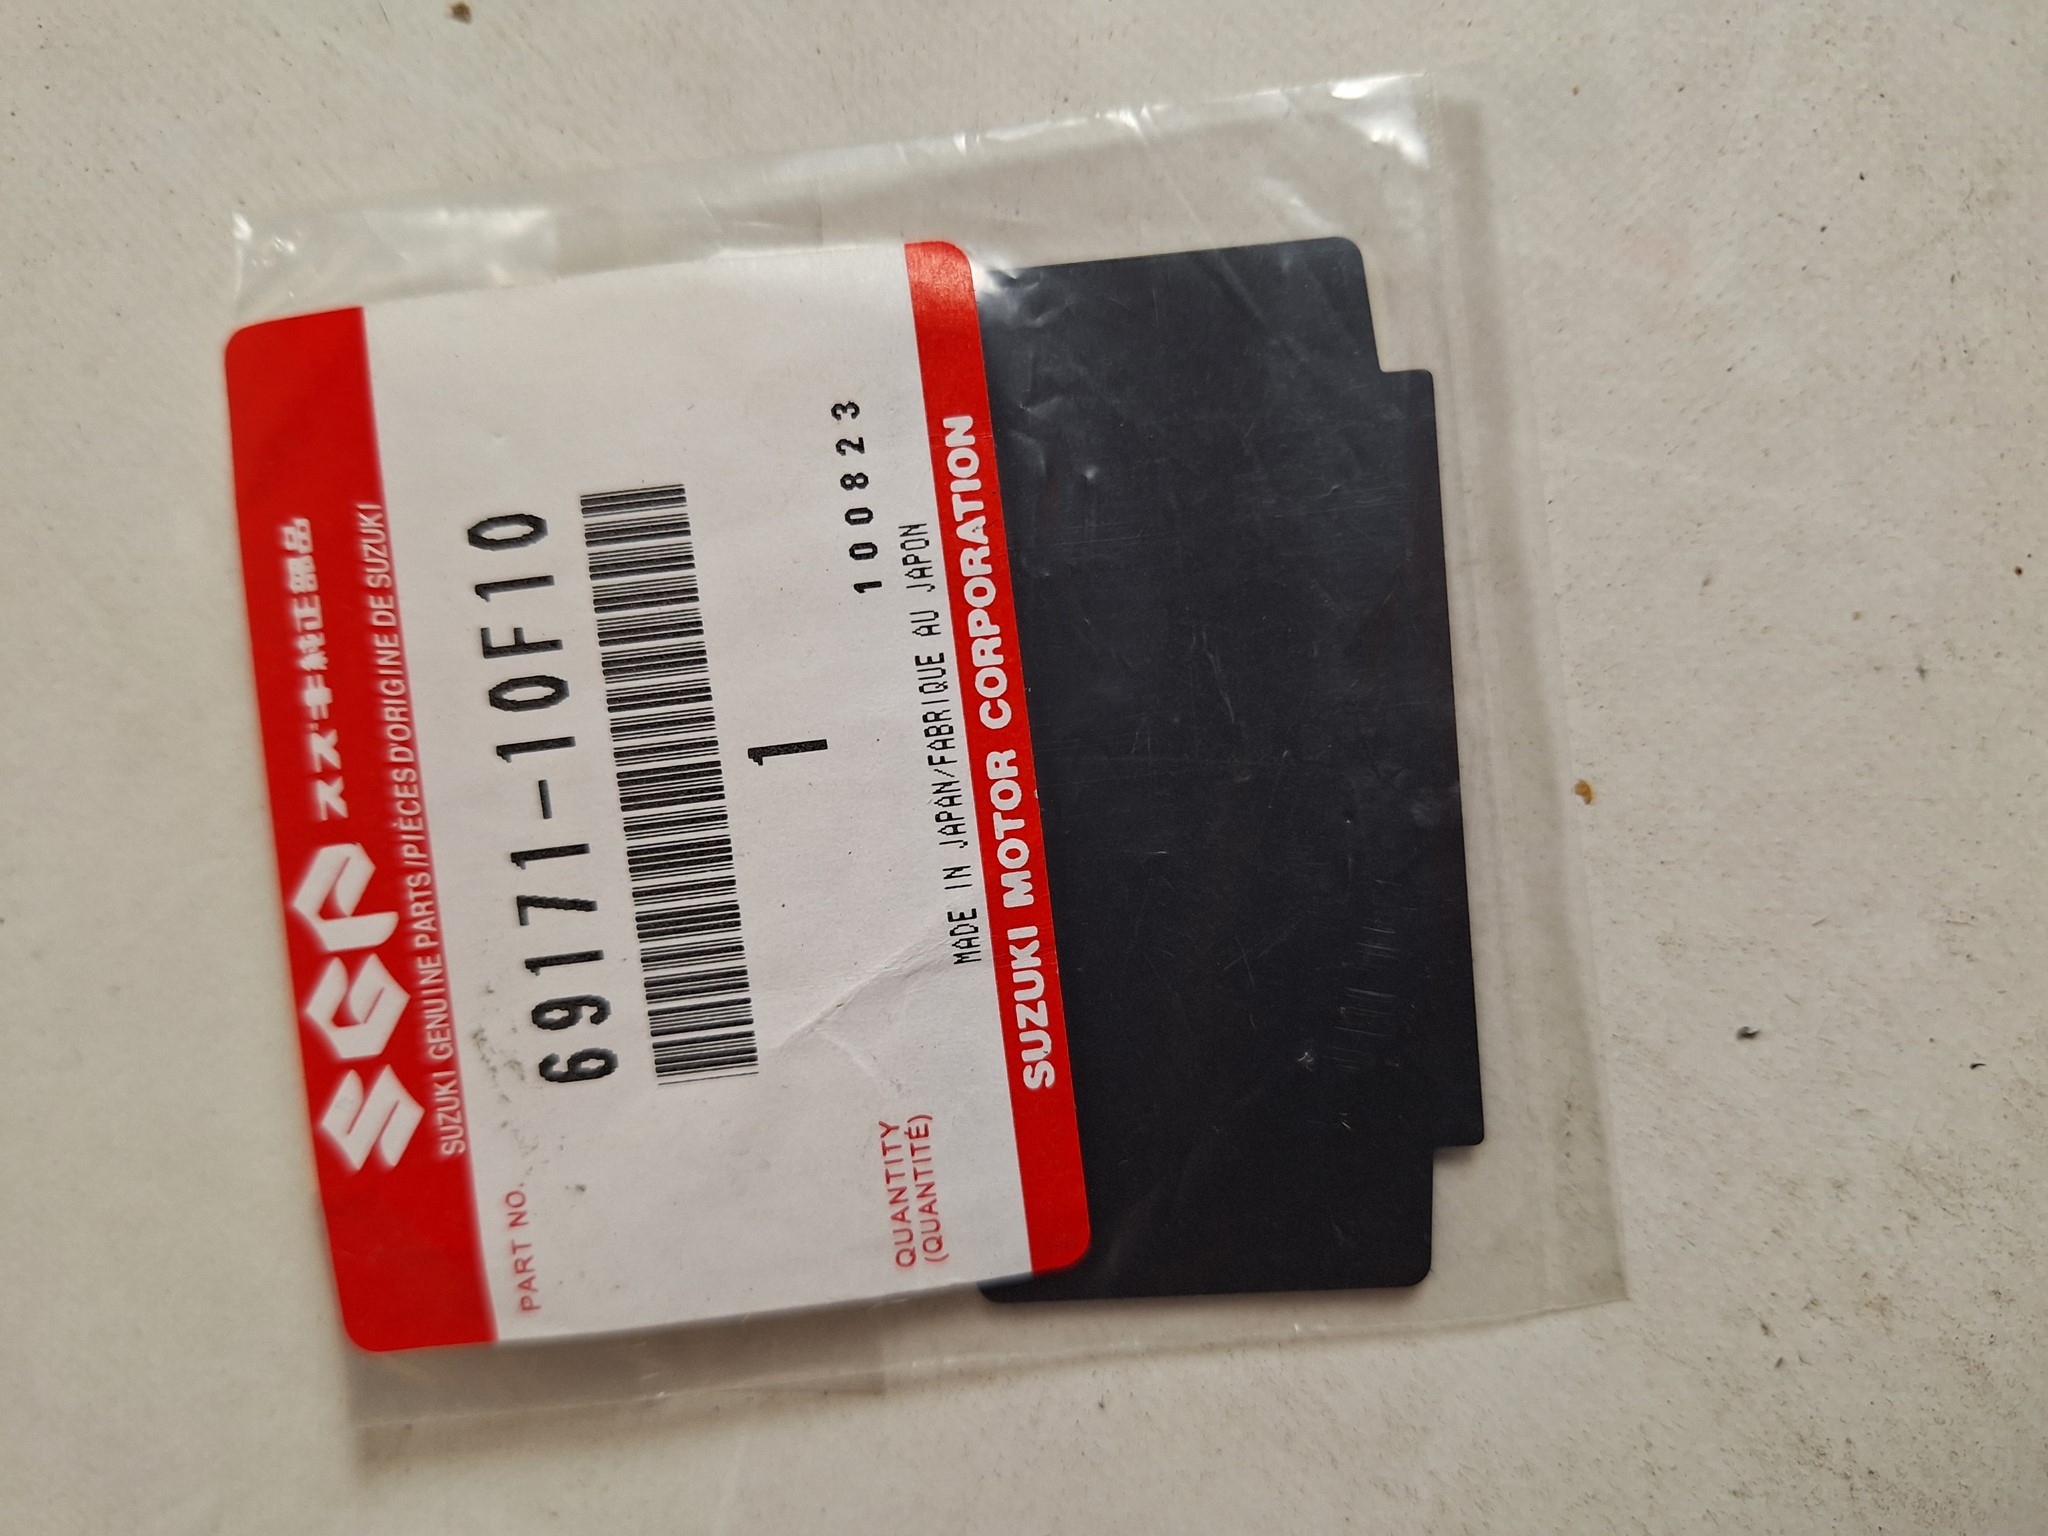 SGP スズキ純正部品
SUZUKI GENUINE PARTS/PIÈCES D'ORIGINE DE SUZUKI
PART NO.
69171-10F10
1
QUANTITY
(QUANTITÉ)
100823
MADE IN JAPAN/FABRIQUE AU JAPON
SUZUKI MOTOR CORPORATION